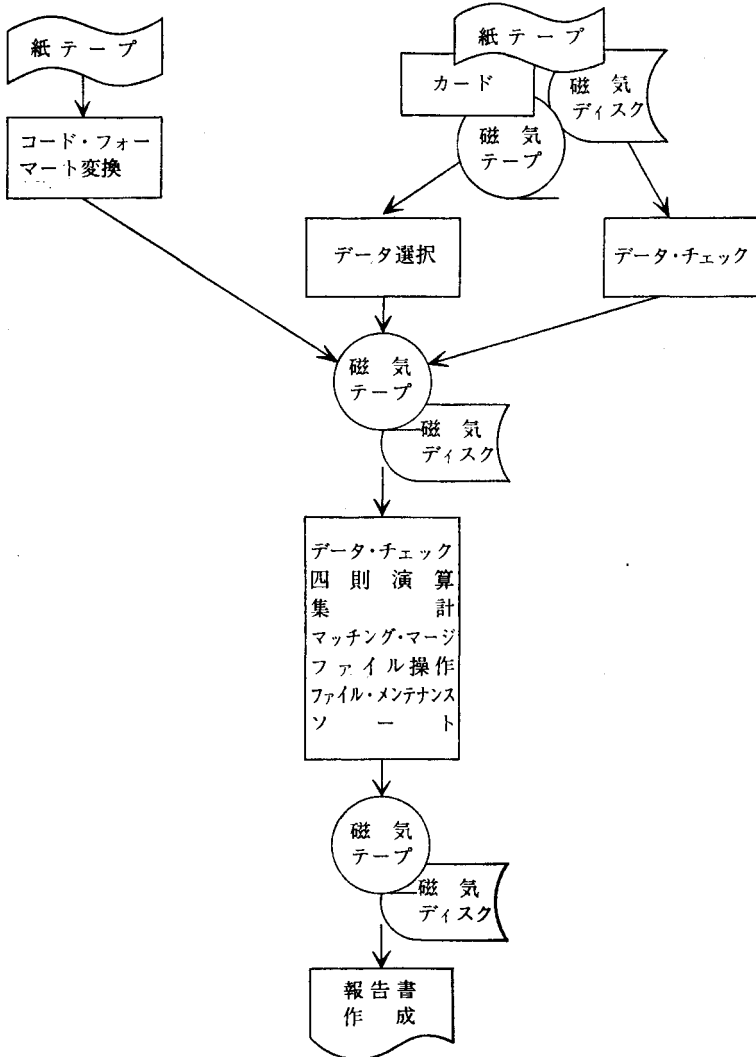 紙テープ
コード・フォー
マート変換
紙テープ
カード
磁気
ディスク
磁気
テープ
データ選択
データ・チェック
磁気
テープ
磁気
ディスク
データ・チェック
四則演算
集計
マッチング・マージ
ファイル操作
ファイル・メンテナンス
ソート
磁気
テープ
磁気
ディスク
報告書
作成